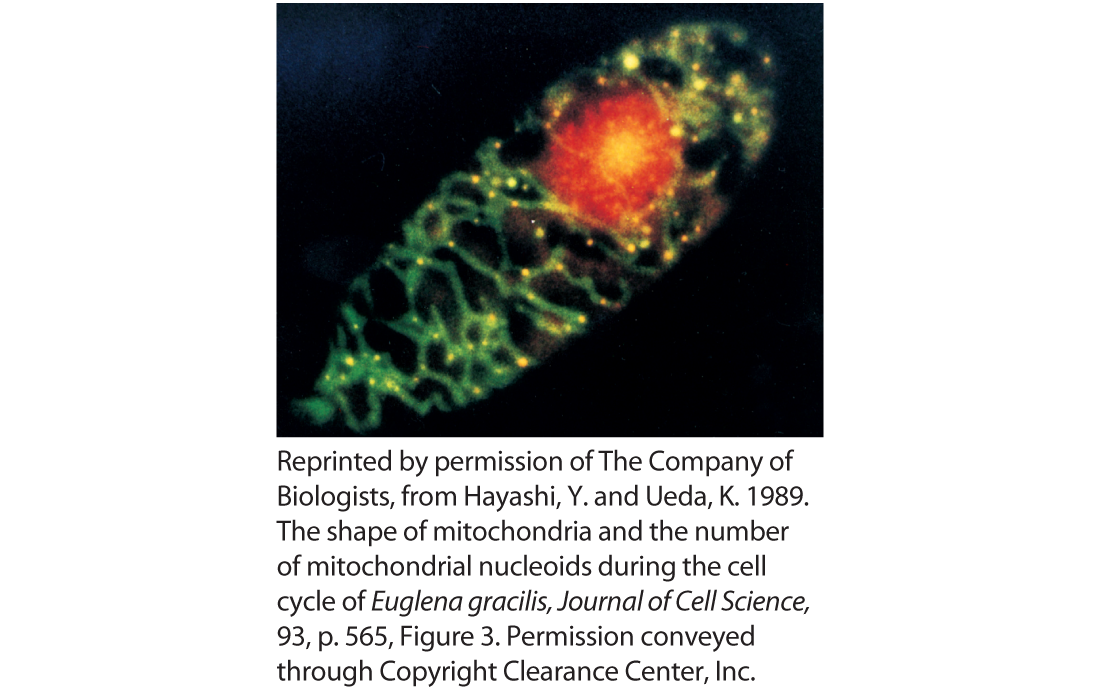 Reprinted by permission of The Company of
Biologists, from Hayashi, Y. and Ueda, K. 1989.
The shape of mitochondria and the number
of mitochondrial nucleoids during the cell
cycle of Euglena gracilis, Journal of Cell Science,
93, p. 565, Figure 3. Permission conveyed
through Copyright Clearance Center, Inc.